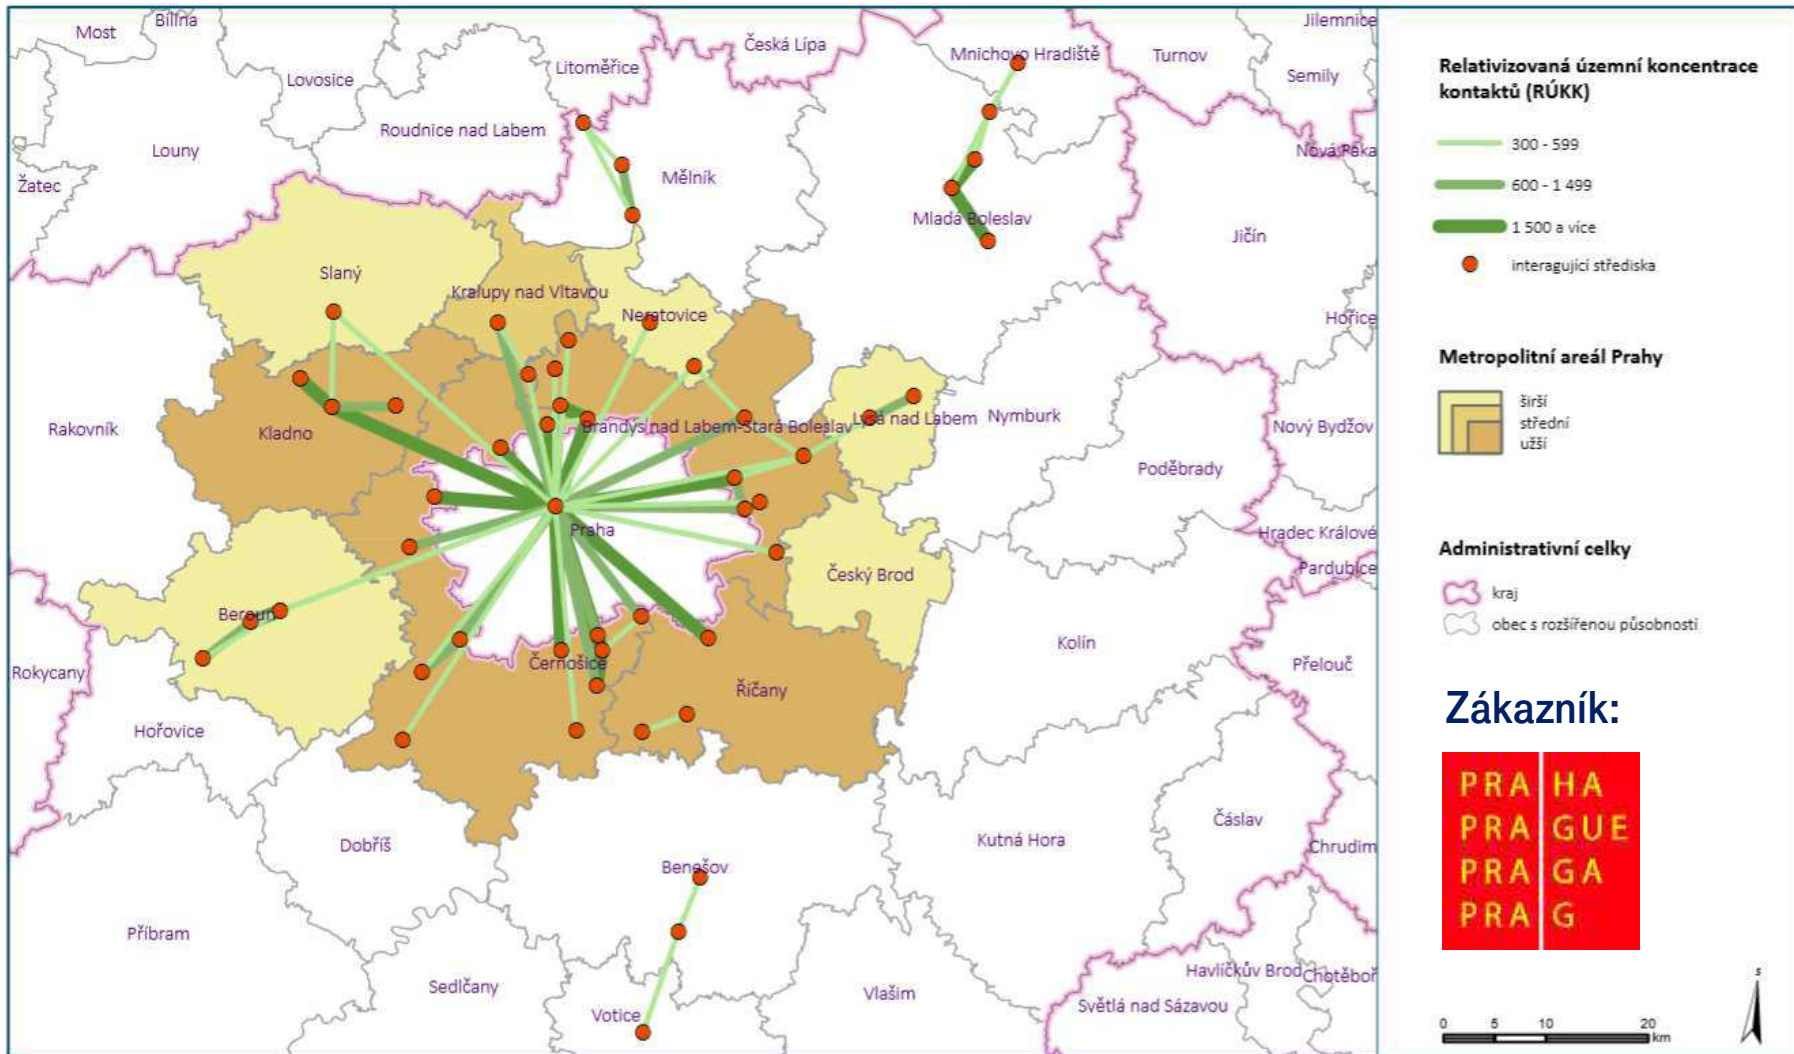 Most
Bílina
Lovosice
Litoměřice
Česká Lípa
Mnichovo Hradiště
Turnov
Jilemnice
Semily
Roudnice nad Labem
Louny
Žatec
Mělník
Nová Paka
Mladá Boleslav
Jičín
Slaný
Kralupy nad Vltavou
Neratovice
Hořice
Rakovník
Kladno
Brandýs nad Labem-Stará Boleslav
Lysá nad Labem
Nymburk
Nový Bydžov
Poděbrady
Praha
Hradec Králové
Pardubice
Český Brod
Beroun
Kolín
Rokycany
Černošice
Říčany
Přelouč
Hořovice
Dobříš
Benešov
Kutná Hora
Čáslav
Chrudim
Příbram
Sedlčany
Votice
Vlašim
Havlíčkův Brod
Chotěboř
Světlá nad Sázavou
Relativizovaná územní koncentrace
kontaktů (RÚKK)
300 - 599
600 - 1 499
1 500 a více
interagující střediska
Metropolitní areál Prahy
širší
střední
užší
Administrativní celky
kraj
obec s rozšířenou působností
Zákazník:
PRA HA
PRA GUE
PRA GA
PRA G
s
0 5 10 20
km